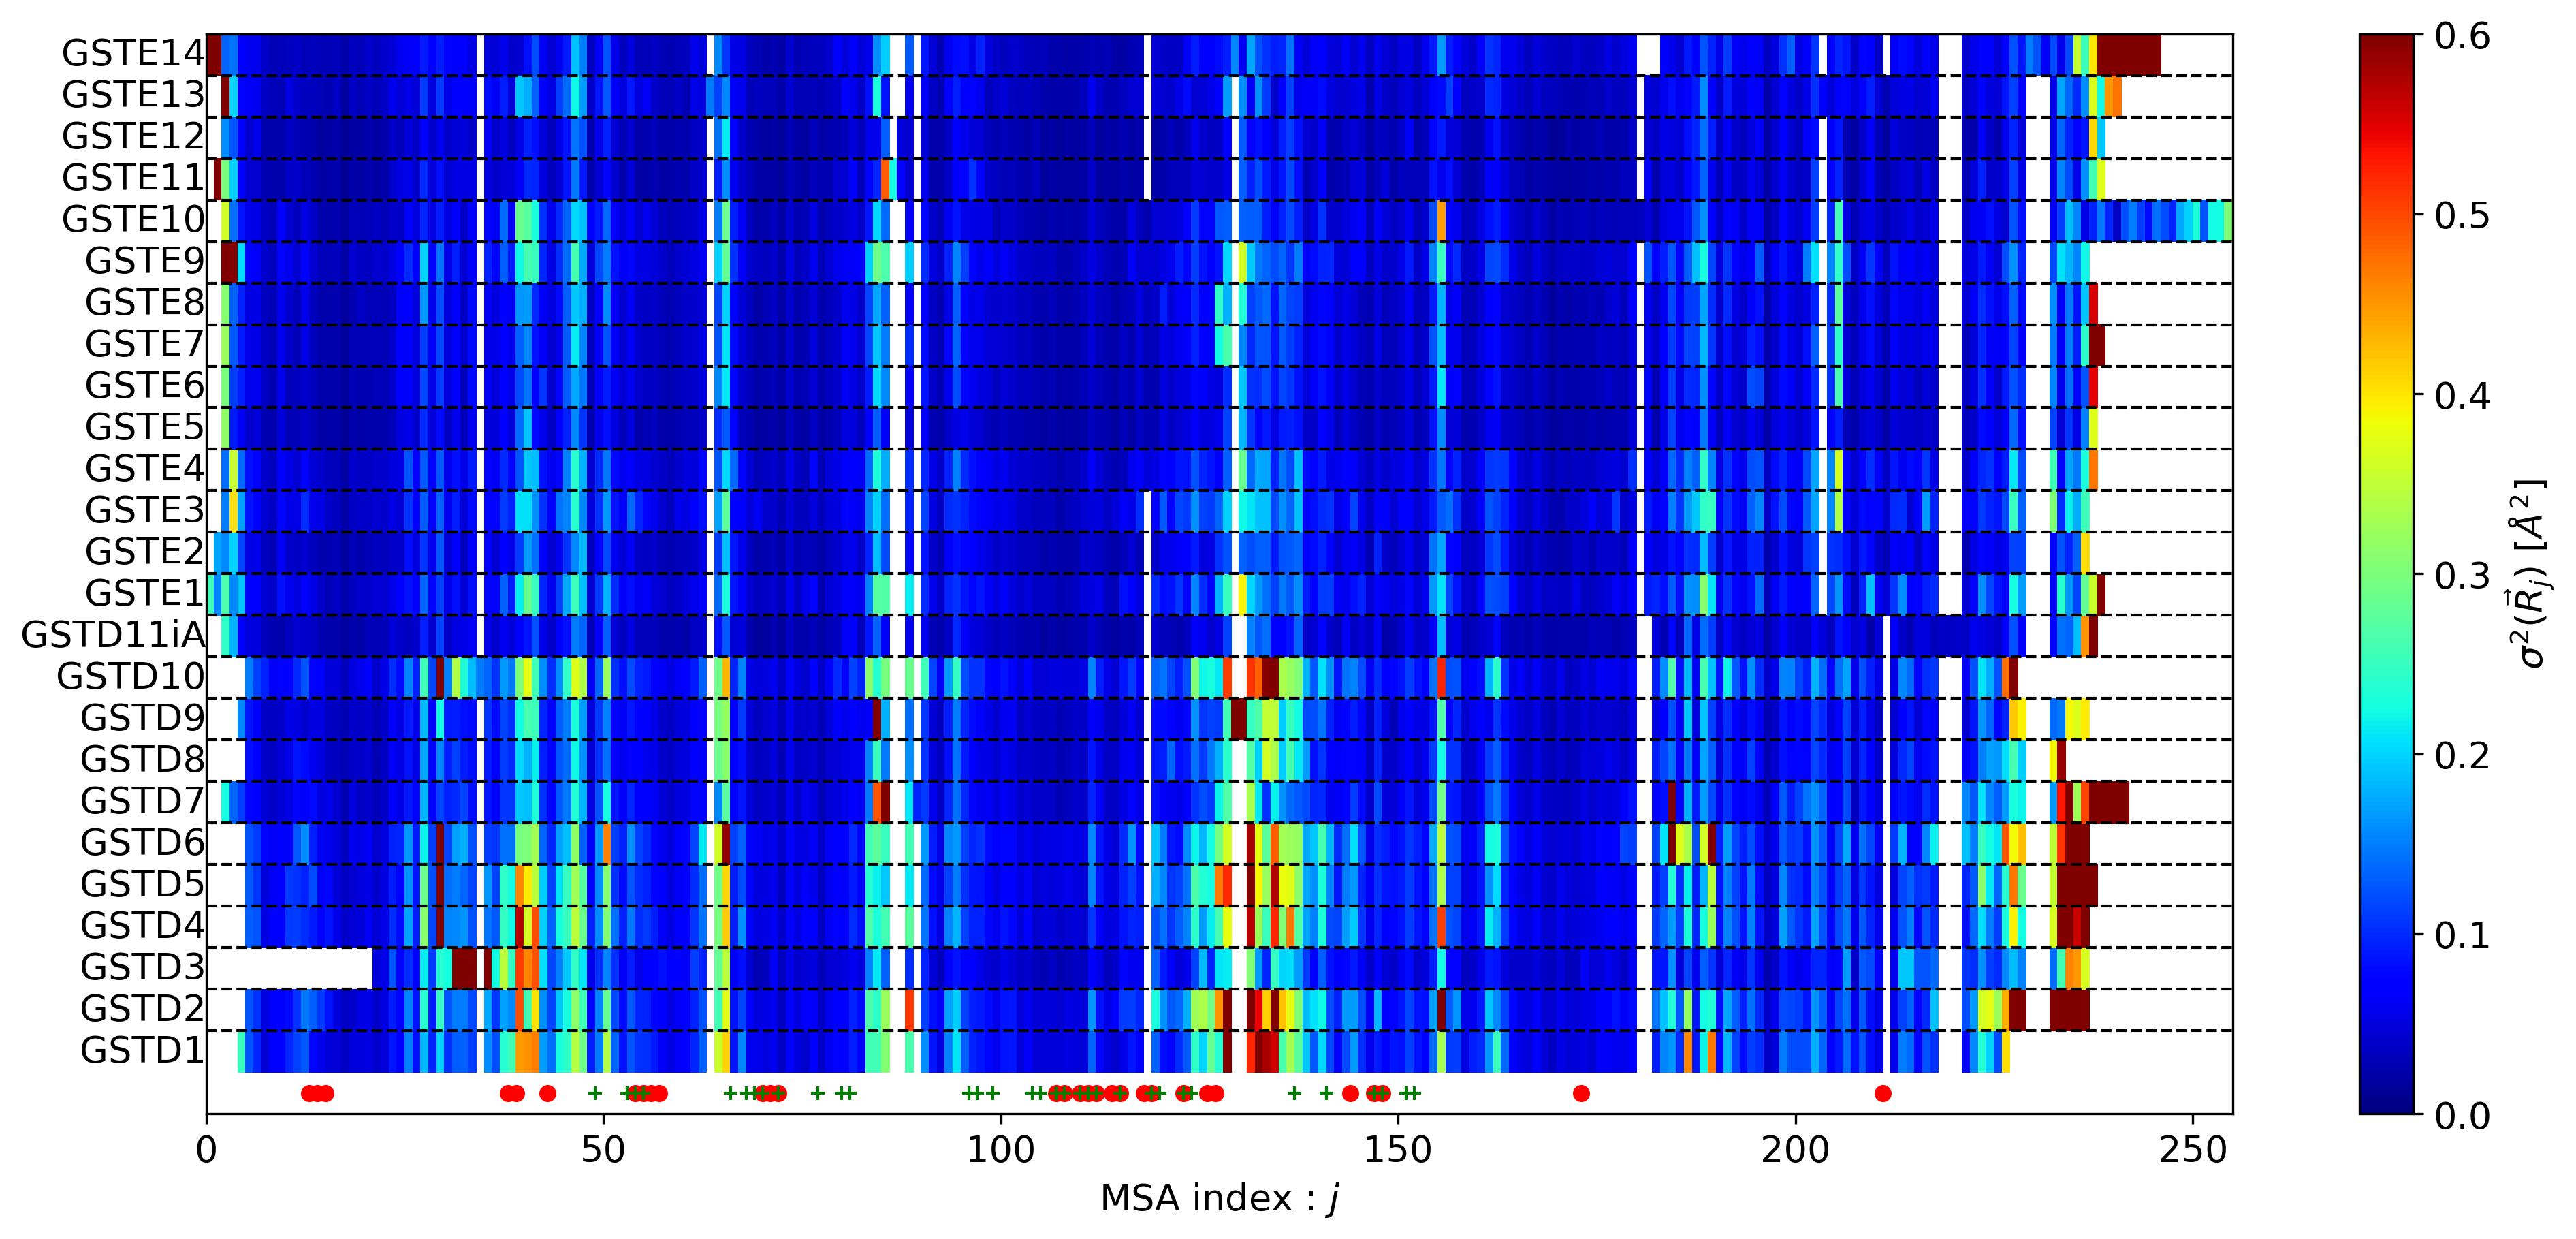 GSTE14
GSTE13
GSTE12
GSTE11
GSTE10
GSTE9
GSTE8
GSTE7
GSTE6
GSTE5
GSTE4
GSTE3
GSTE2
GSTE1
GSTD11iA
GSTD10
GSTD9
GSTD8
GSTD7
GSTD6
GSTD5
GSTD4
GSTD3
GSTD2
GSTD1
0 50 100 150 200 250
MSA index : j
0.6
0.5
0.4
0.3
0.2
0.1
0.0
σ²(R⃗ⱼ) [Å²]